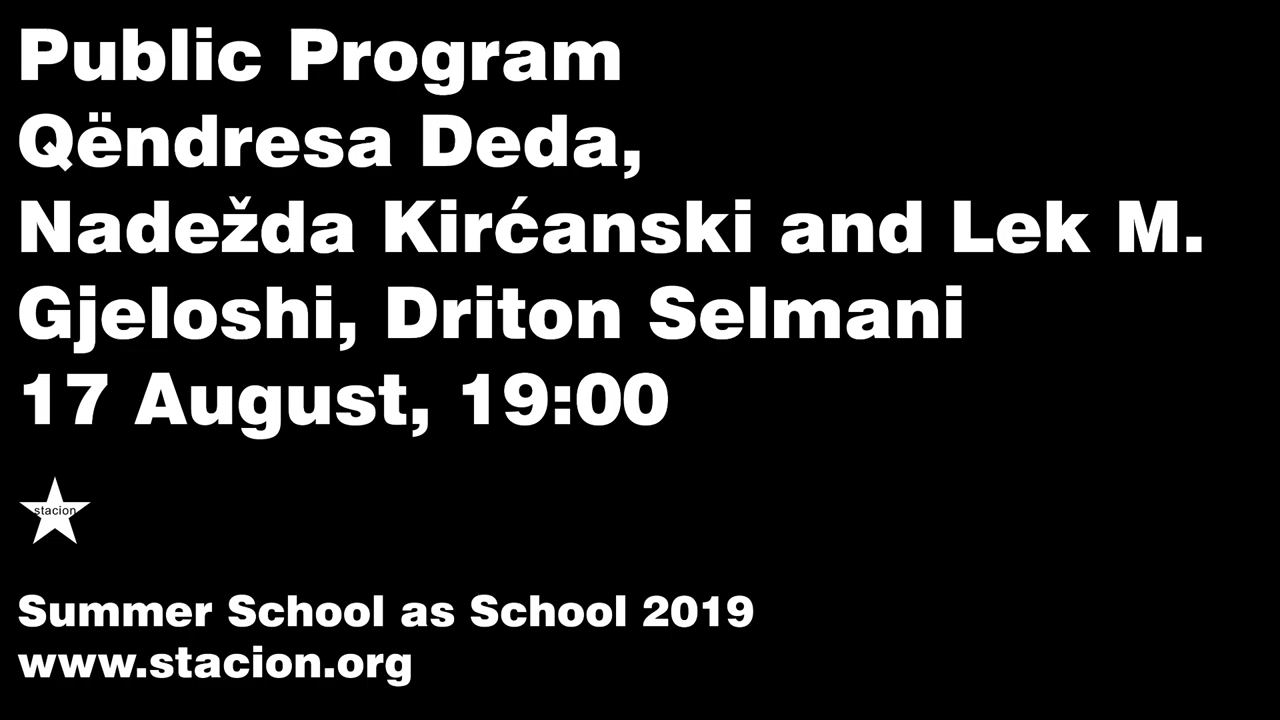 Public Program
Qëndresa Deda,
Nadežda Kirćanski and Lek M.
Gjeloshi, Driton Selmani
17 August, 19:00
stacion
Summer School as School 2019
www.stacion.org